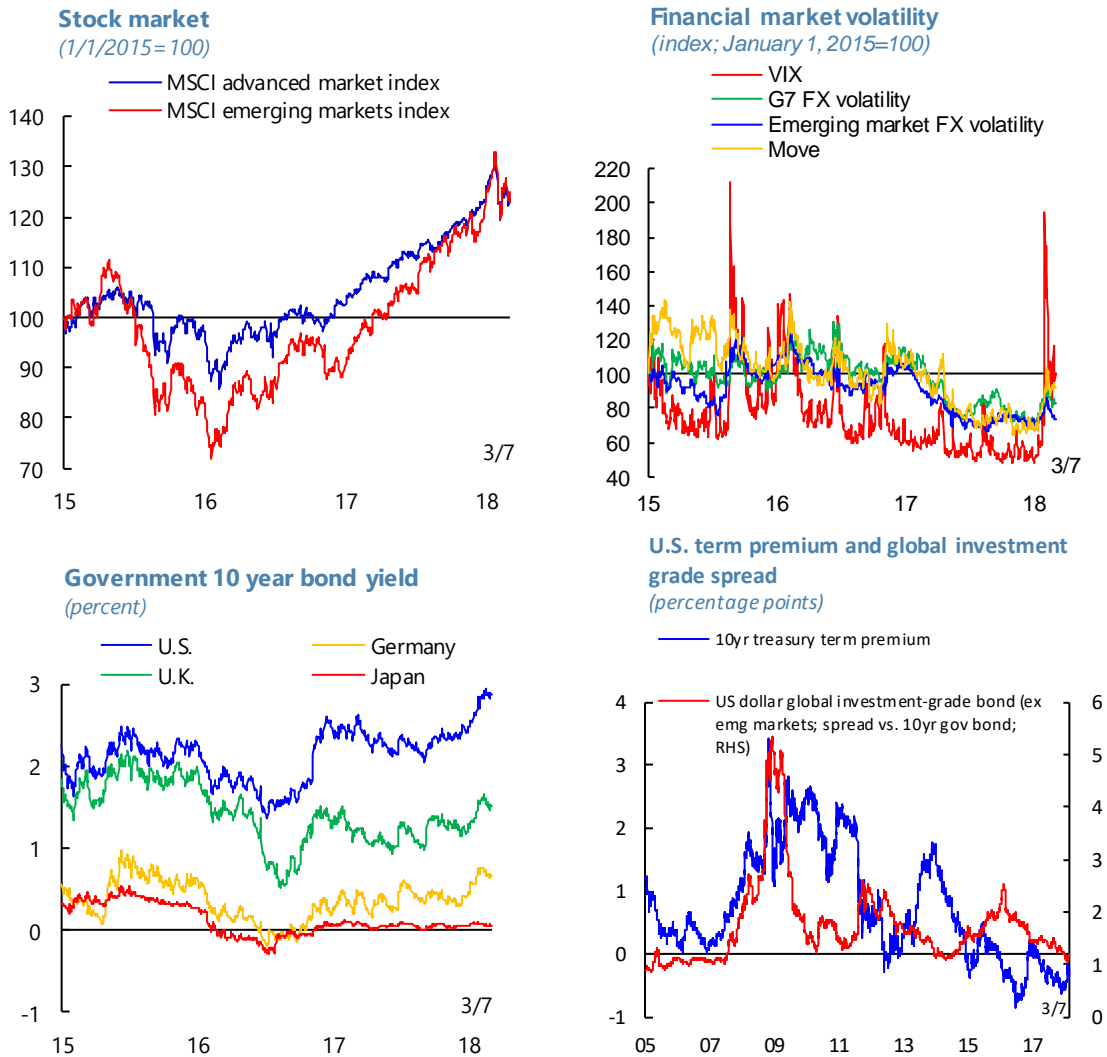 Stock market
(1/1/2015=100)
MSCI advanced market index
MSCI emerging markets index
140
130
120
110
100
90
80
70
3/7
15 16 17 18
Financial market volatility
(index; January 1, 2015=100)
VIX
G7 FX volatility
Emerging market FX volatility
Move
220
200
180
160
140
120
100
80
60
40
3/7
15 16 17 18
Government 10 year bond yield
(percent)
U.S. Germany
U.K. Japan
3
2
1
0
-1
3/7
15 16 17 18
U.S. term premium and global investment
grade spread
(percentage points)
10yr treasury term premium
US dollar global investment-grade bond (ex
emg markets; spread vs. 10yr gov bond;
RHS)
4
3
2
1
0
-1
6
5
4
3
2
1
0
3/7
05 07 09 11 13 15 17